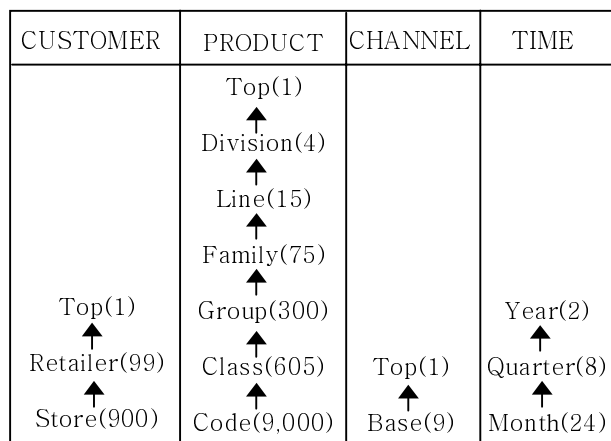 CUSTOMER PRODUCT CHANNEL TIME
Top(1)
Division(4)
Line(15)
Family(75)
Top(1) Group(300) Year(2)
Retailer(99) Class(605) Top(1) Quarter(8)
Store(900) Code(9,000) Base(9) Month(24)